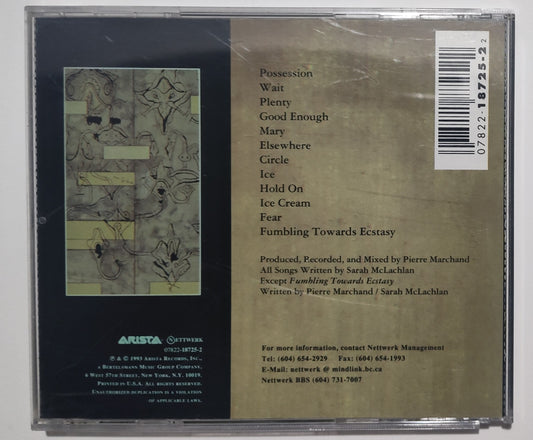 Possession
Wait
Plenty
Good Enough
Mary
Elsewhere
Circle
Ice
Hold On
Ice Cream
Fear
Fumbling Towards Ecstasy
Produced, Recorded, and Mixed by Pierre Marchand
All Songs Written by Sarah McLachlan
Except Fumbling Towards Ecstasy
Written by Pierre Marchand / Sarah McLachlan
07822-18725-2 2
ARISTA NETTWERK
07822-18725-2
℗ & © 1993 ARISTA RECORDS, INC.,
A BERTELSMANN MUSIC GROUP COMPANY,
6 WEST 57TH STREET, NEW YORK, N.Y. 10019.
PRINTED IN U.S.A. ALL RIGHTS RESERVED.
UNAUTHORIZED DUPLICATION IS A VIOLATION
OF APPLICABLE LAWS.
For more information, contact Nettwerk Management
Tel: (604) 654-2929 Fax: (604) 654-1993
E-Mail: nettwerk @ mindlink.bc.ca
Nettwerk BBS (604) 731-7007